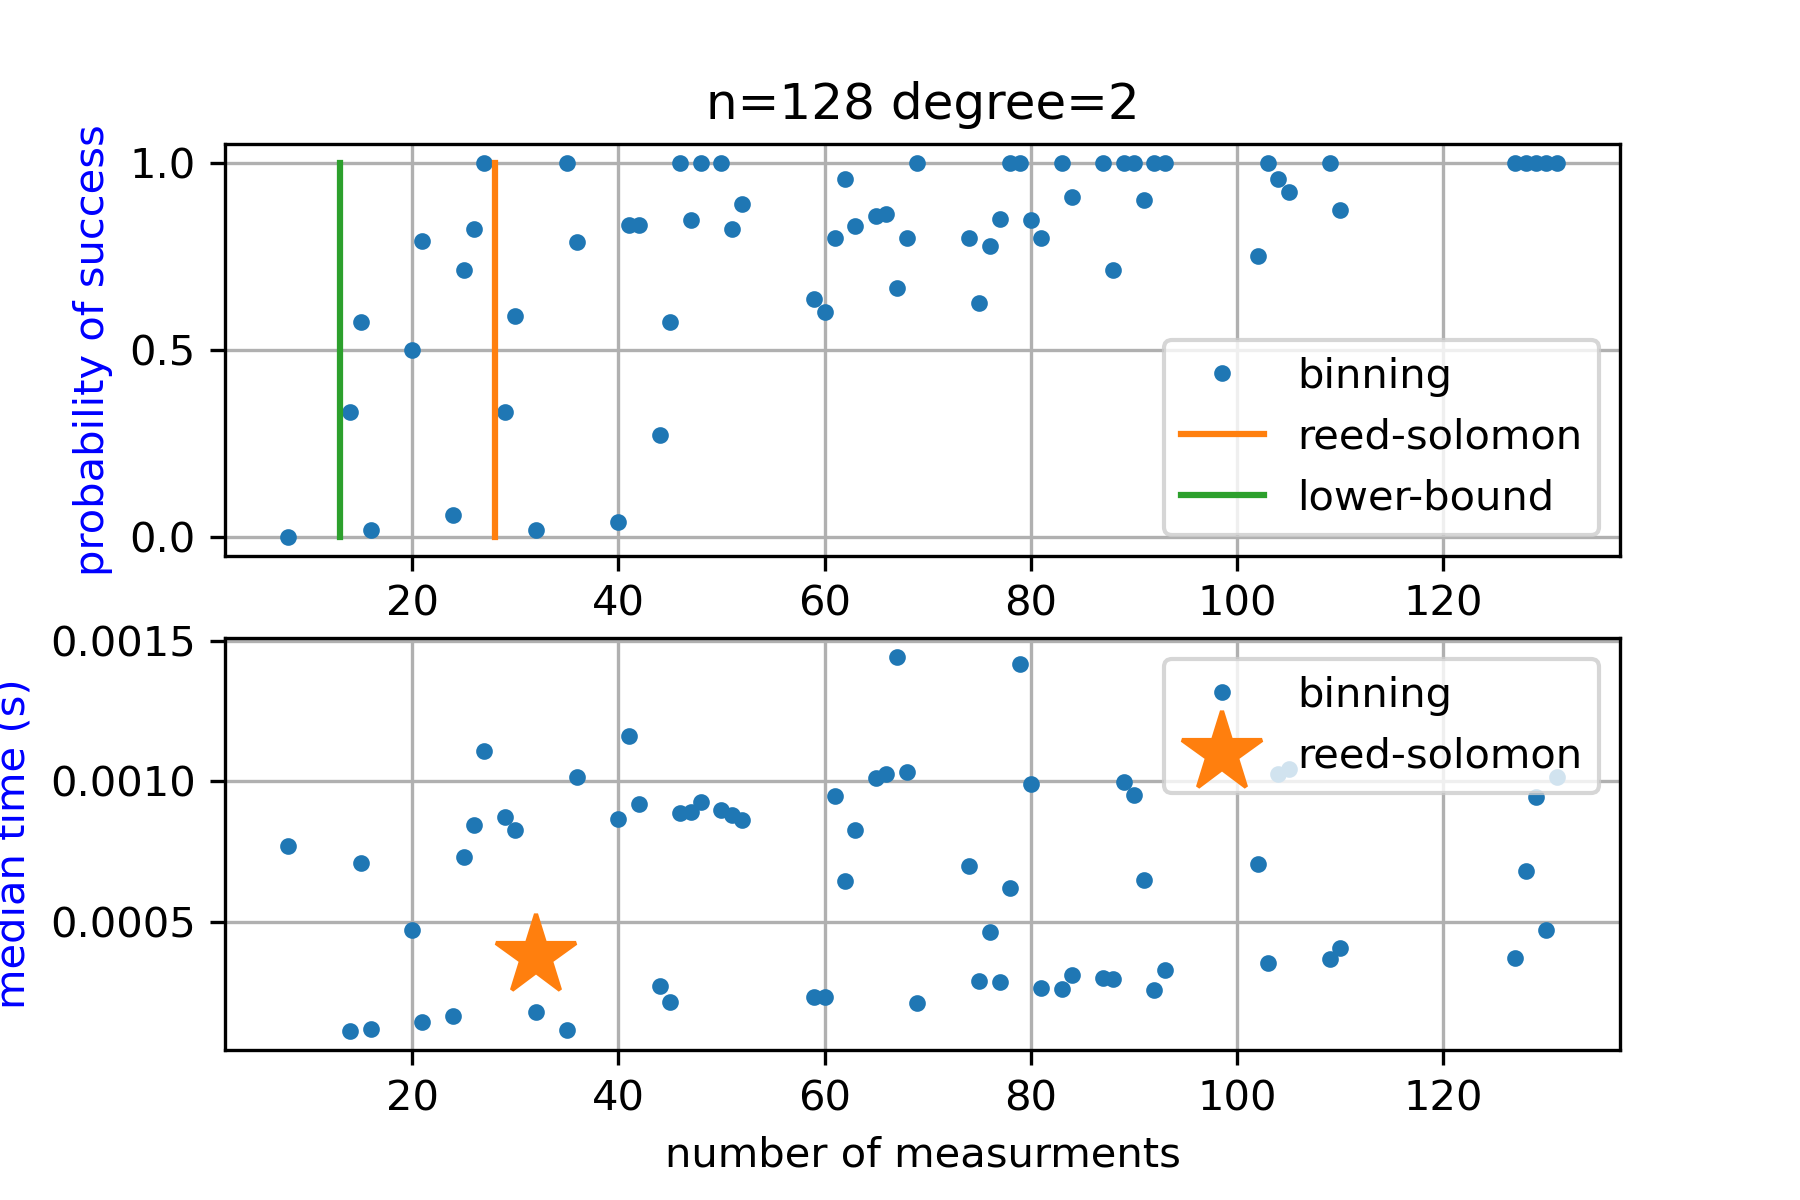 n=128 degree=2
probability of success
1.0
0.5
0.0
binning
reed-solomon
lower-bound
20 40 60 80 100 120
median time (s)
0.0015
0.0010
0.0005
binning
reed-solomon
20 40 60 80 100 120
number of measurments